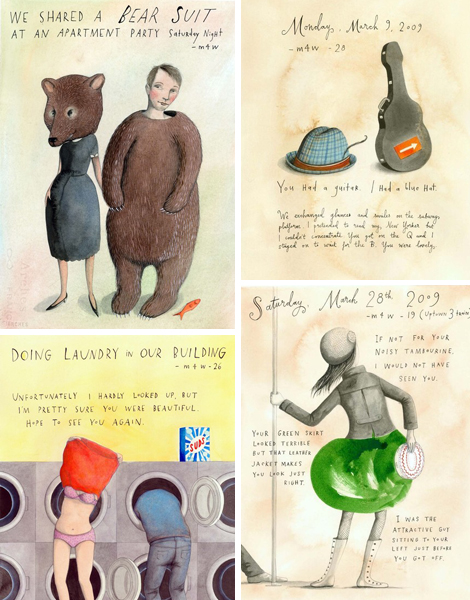 WE SHARED A BEAR SUIT
AT AN APARTMENT PARTY Saturday Night
- m4w
Monday, March 9, 2009
- m4w - 28
You Had a guitar. I Had a blue Hat.
We exchanged glances and smiles on the subway
platform. I pretended to read my New Yorker but
I couldn't concentrate. You got on the Q and I
stayed on to wait for the B. You were lovely.
DOING LAUNDRY IN OUR BUILDING
- m4w - 26
UNFORTUNATELY I HARDLY LOOKED UP, BUT
I'M PRETTY SURE YOU WERE BEAUTIFUL.
HOPE TO SEE YOU AGAIN.
SUDS
Saturday, March 28th, 2009
- m4w - 19 (Uptown 3 train)
IF NOT FOR YOUR
NOISY TAMBOURINE,
I WOULD NOT HAVE
SEEN YOU.
YOUR GREEN SKIRT
LOOKED TERRIBLE
BUT THAT LEATHER
JACKET MAKES
YOU LOOK JUST
RIGHT.
I WAS THE
ATTRACTIVE GUY
SITTING TO YOUR
LEFT JUST BEFORE
YOU GOT OFF.